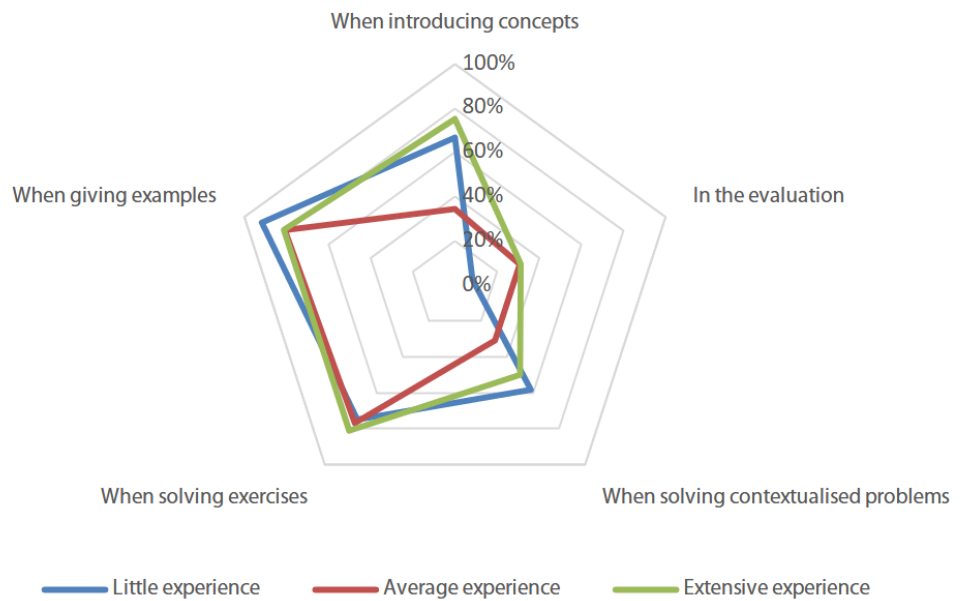 When introducing concepts
100%
80%
60%
40%
20%
0%
When giving examples
In the evaluation
When solving exercises
When solving contextualised problems
Little experience
Average experience
Extensive experience